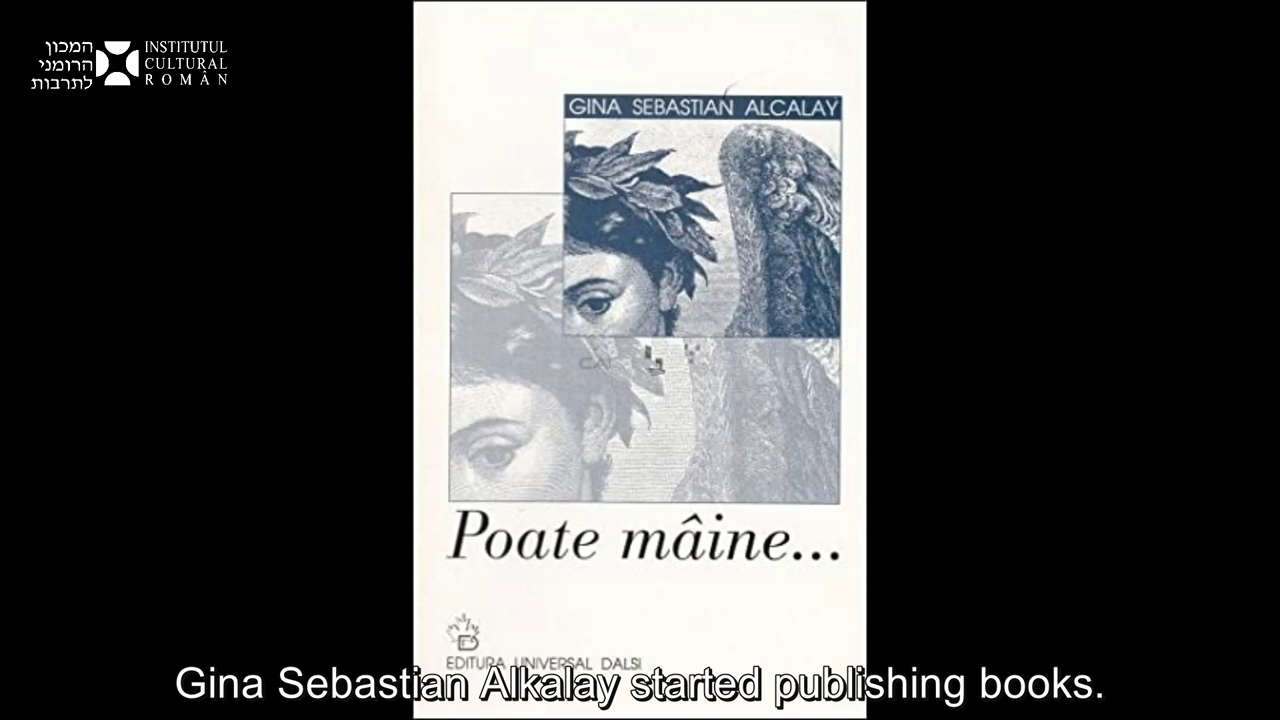 המכון
הרומני
לתרבות
INSTITUTUL
CULTURAL
ROMÂN
GINA SEBASTIAN ALCALAY
Poate mâine...
EDITURA UNIVERSAL DALSI
Gina Sebastian Alkalay started publishing books.